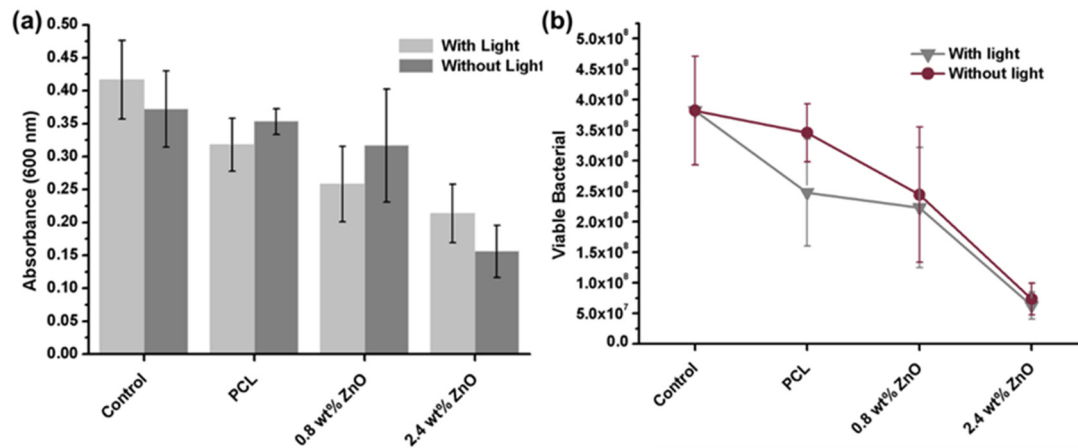 (a)
With Light
Without Light
Absorbance (600 nm)
0.50
0.45
0.40
0.35
0.30
0.25
0.20
0.15
0.10
0.05
0.00
Control
PCL
0.8 wt% ZnO
2.4 wt% ZnO
(b)
With light
Without light
Viable Bacterial
5.0x10⁸
4.5x10⁸
4.0x10⁸
3.5x10⁸
3.0x10⁸
2.5x10⁸
2.0x10⁸
1.5x10⁸
1.0x10⁸
5.0x10⁷
0.0
Control
PCL
0.8 wt% ZnO
2.4 wt% ZnO